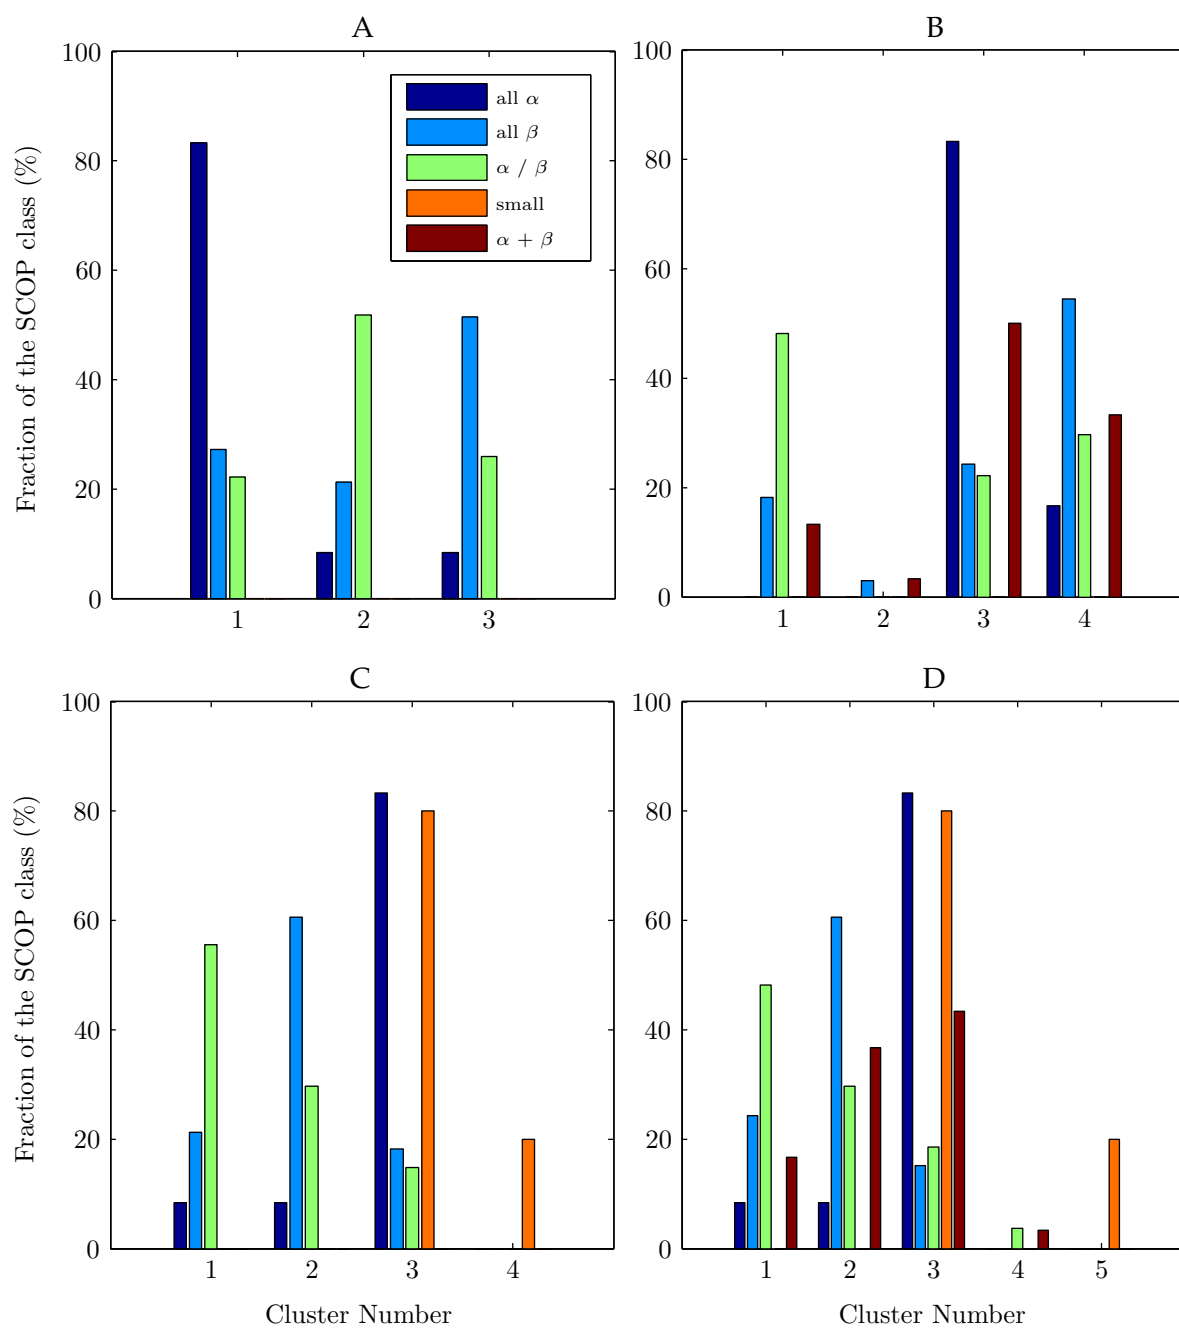 A
100
80
60
40
20
0
Fraction of the SCOP class (%)
all α
all β
α / β
small
α + β
1 2 3
B
100
80
60
40
20
0
1 2 3 4
C
100
80
60
40
20
0
Fraction of the SCOP class (%)
1 2 3 4
Cluster Number
D
100
80
60
40
20
0
1 2 3 4 5
Cluster Number